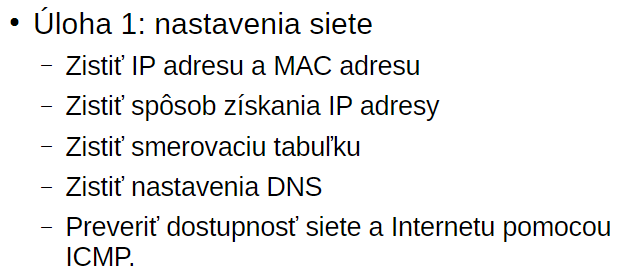 • Úloha 1: nastavenia siete
– Zistiť IP adresu a MAC adresu
– Zistiť spôsob získania IP adresy
– Zistiť smerovaciu tabuľku
– Zistiť nastavenia DNS
– Preveriť dostupnosť siete a Internetu pomocou
ICMP.